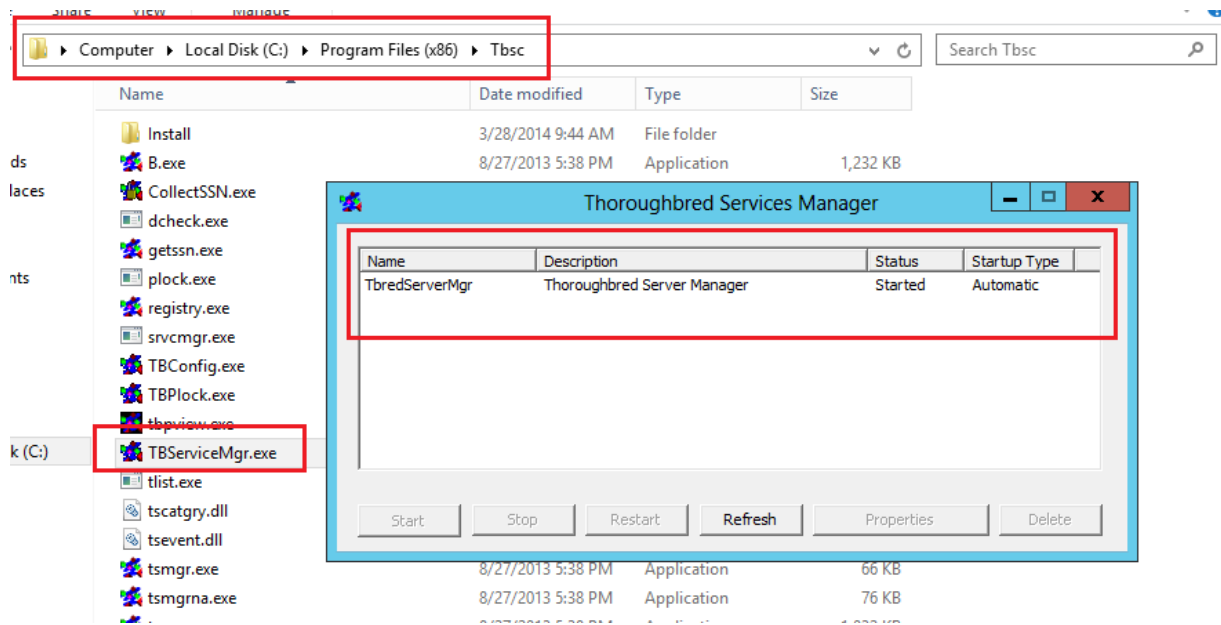 Share View Manage
Computer Local Disk (C:) Program Files (x86) Tbsc
Search Tbsc
Name Date modified Type Size
Install 3/28/2014 9:44 AM File folder
ds
B.exe 8/27/2013 5:38 PM Application 1,232 KB
laces
CollectSSN.exe
dcheck.exe
getssn.exe
nts
plock.exe
registry.exe
srvcmgr.exe
TBConfig.exe
TBPlock.exe
tbpview.exe
k (C:)
TBServiceMgr.exe
tlist.exe
tscatgry.dll
tsevent.dll
tsmgr.exe 8/27/2013 5:38 PM Application 66 KB
tsmgrna.exe 8/27/2013 5:38 PM Application 76 KB
Thoroughbred Services Manager
Name Description Status Startup Type
TbredServerMgr Thoroughbred Server Manager Started Automatic
Start Stop Restart Refresh Properties Delete